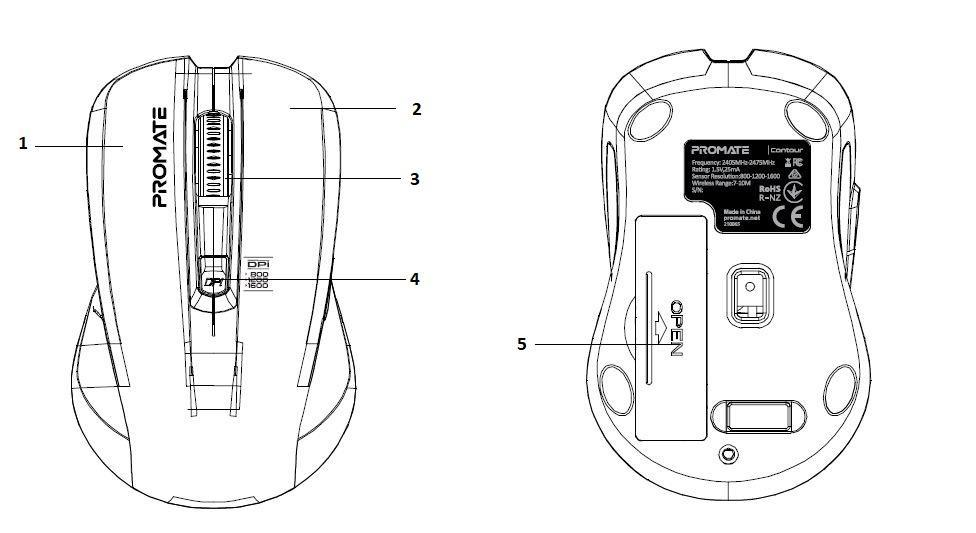 1
2
3
4
5
PROMATE
DPi
800
1600
DPI
PROMATE | Contour
Frequency: 2405MHz-2475MHz
Rating: 1.5V,25mA
Sensor Resolution:800-1200-1600
Wireless Range:7-10M
S/N:
RoHS
R-NZ
Made in China
promate.net
CE
OPEN